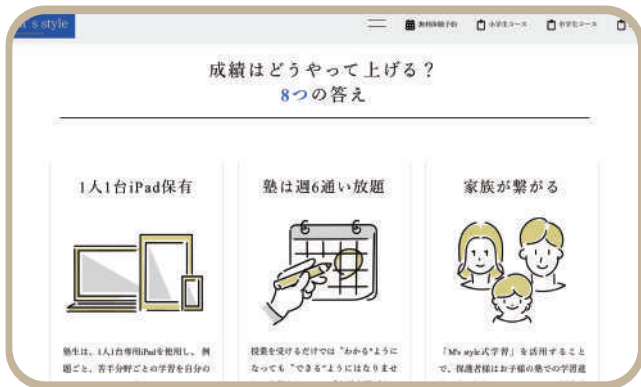 M's style
無料体験予約 小学生コース 中学生コース
成績はどうやって上げる？
8つの答え
1人1台iPad保有
塾は週6通い放題
家族が繋がる
塾生は、1人1台専用iPadを使用し、例
題ごと、苦手分野ごとの学習を自分の
授業を受けるだけでは“わかる”ように
なっても“できる”ようにはなりませ
「M's style式学習」を活用すること
で、保護者様はお子様の塾での学習進